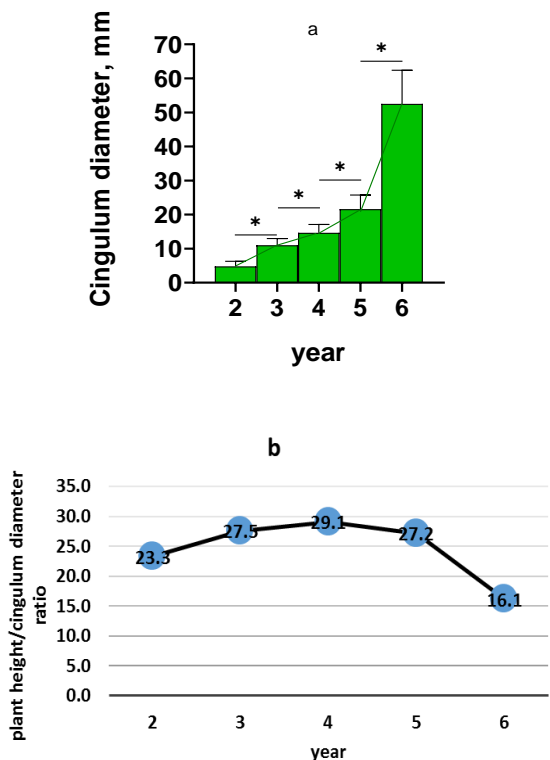 a
Cingulum diameter, mm
70
60
50
40
30
20
10
0
* * * *
2 3 4 5 6
year
b
plant height/cingulum diameter
ratio
35.0
30.0
25.0
20.0
15.0
10.0
5.0
0.0
23.3 27.5 29.1 27.2 16.1
2 3 4 5 6
year